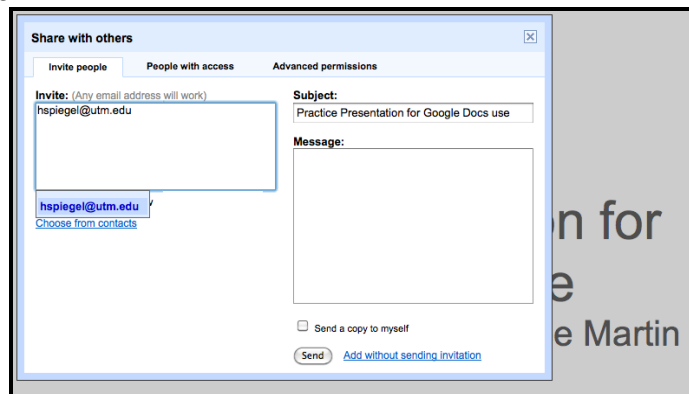 Share with others
Invite people
People with access
Advanced permissions
Invite: (Any email address will work)
hspiegel@utm.edu
hspiegel@utm.edu
Choose from contacts
Subject:
Practice Presentation for Google Docs use
Message:
Send a copy to myself
Send
Add without sending invitation
n for
e
e Martin